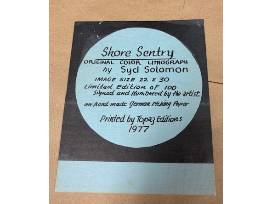 Shore Sentry
ORIGINAL COLOR LITHOGRAPH
by Syd Solomon
IMAGE SIZE 22 x 30
Limited Edition of 100
Signed and Numbered by the artist
on hand made German Etching Paper
Printed by Topaz Editions
1977